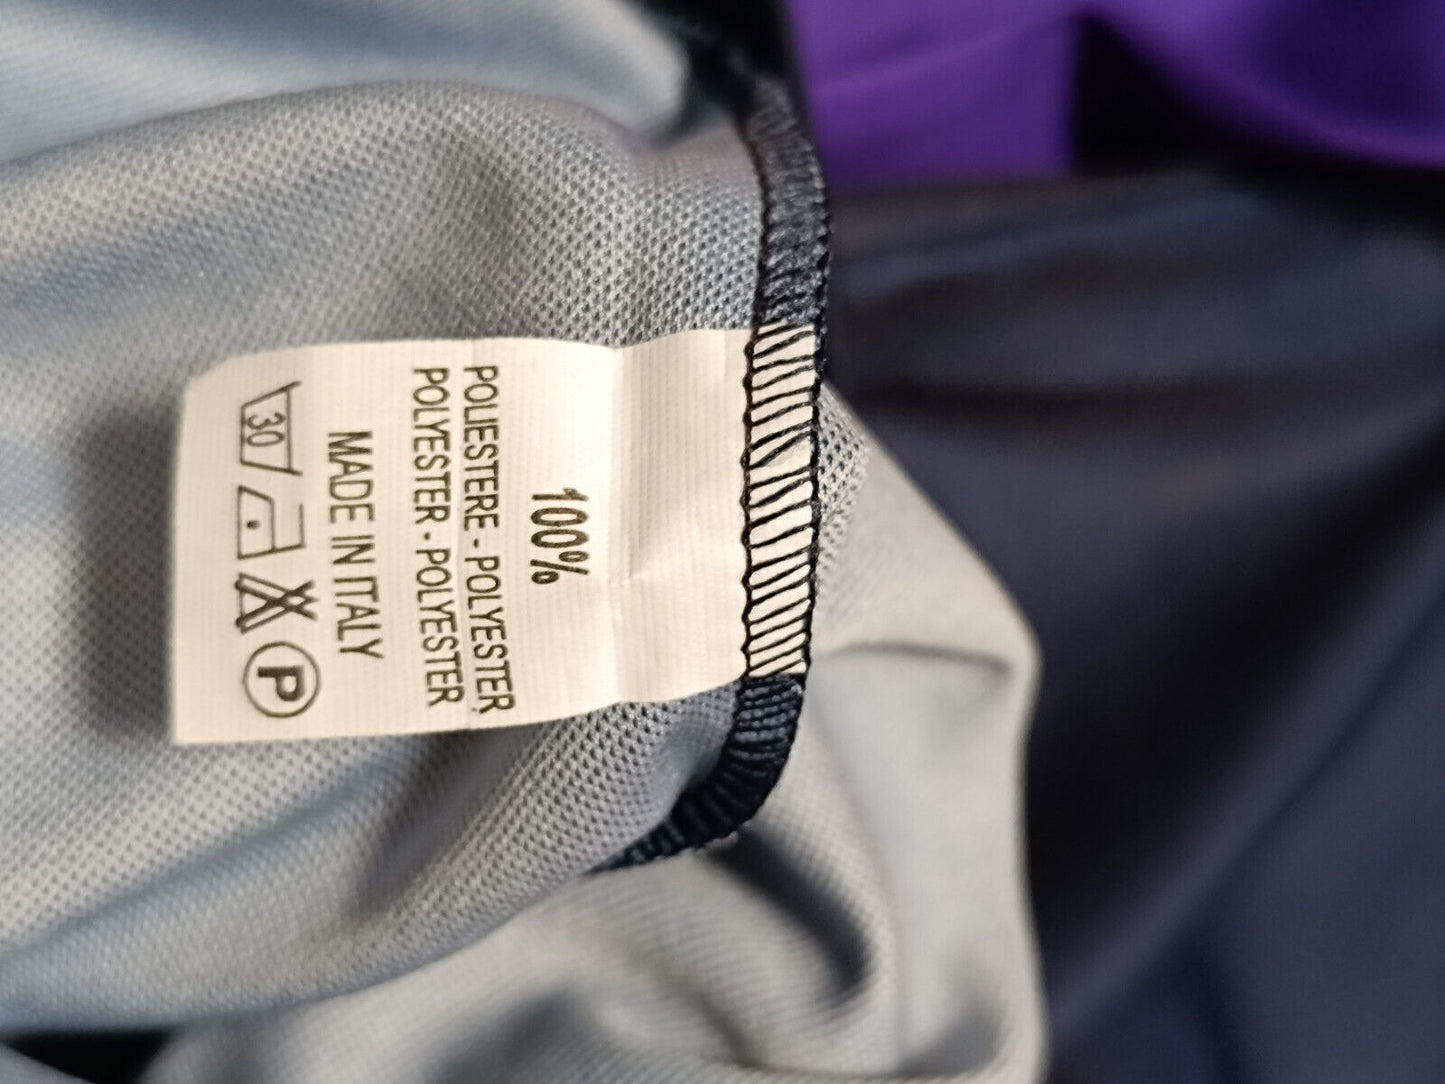 100%
POLIESTERE - POLYESTER
POLYESTER - POLYESTER
MADE IN ITALY
30 P